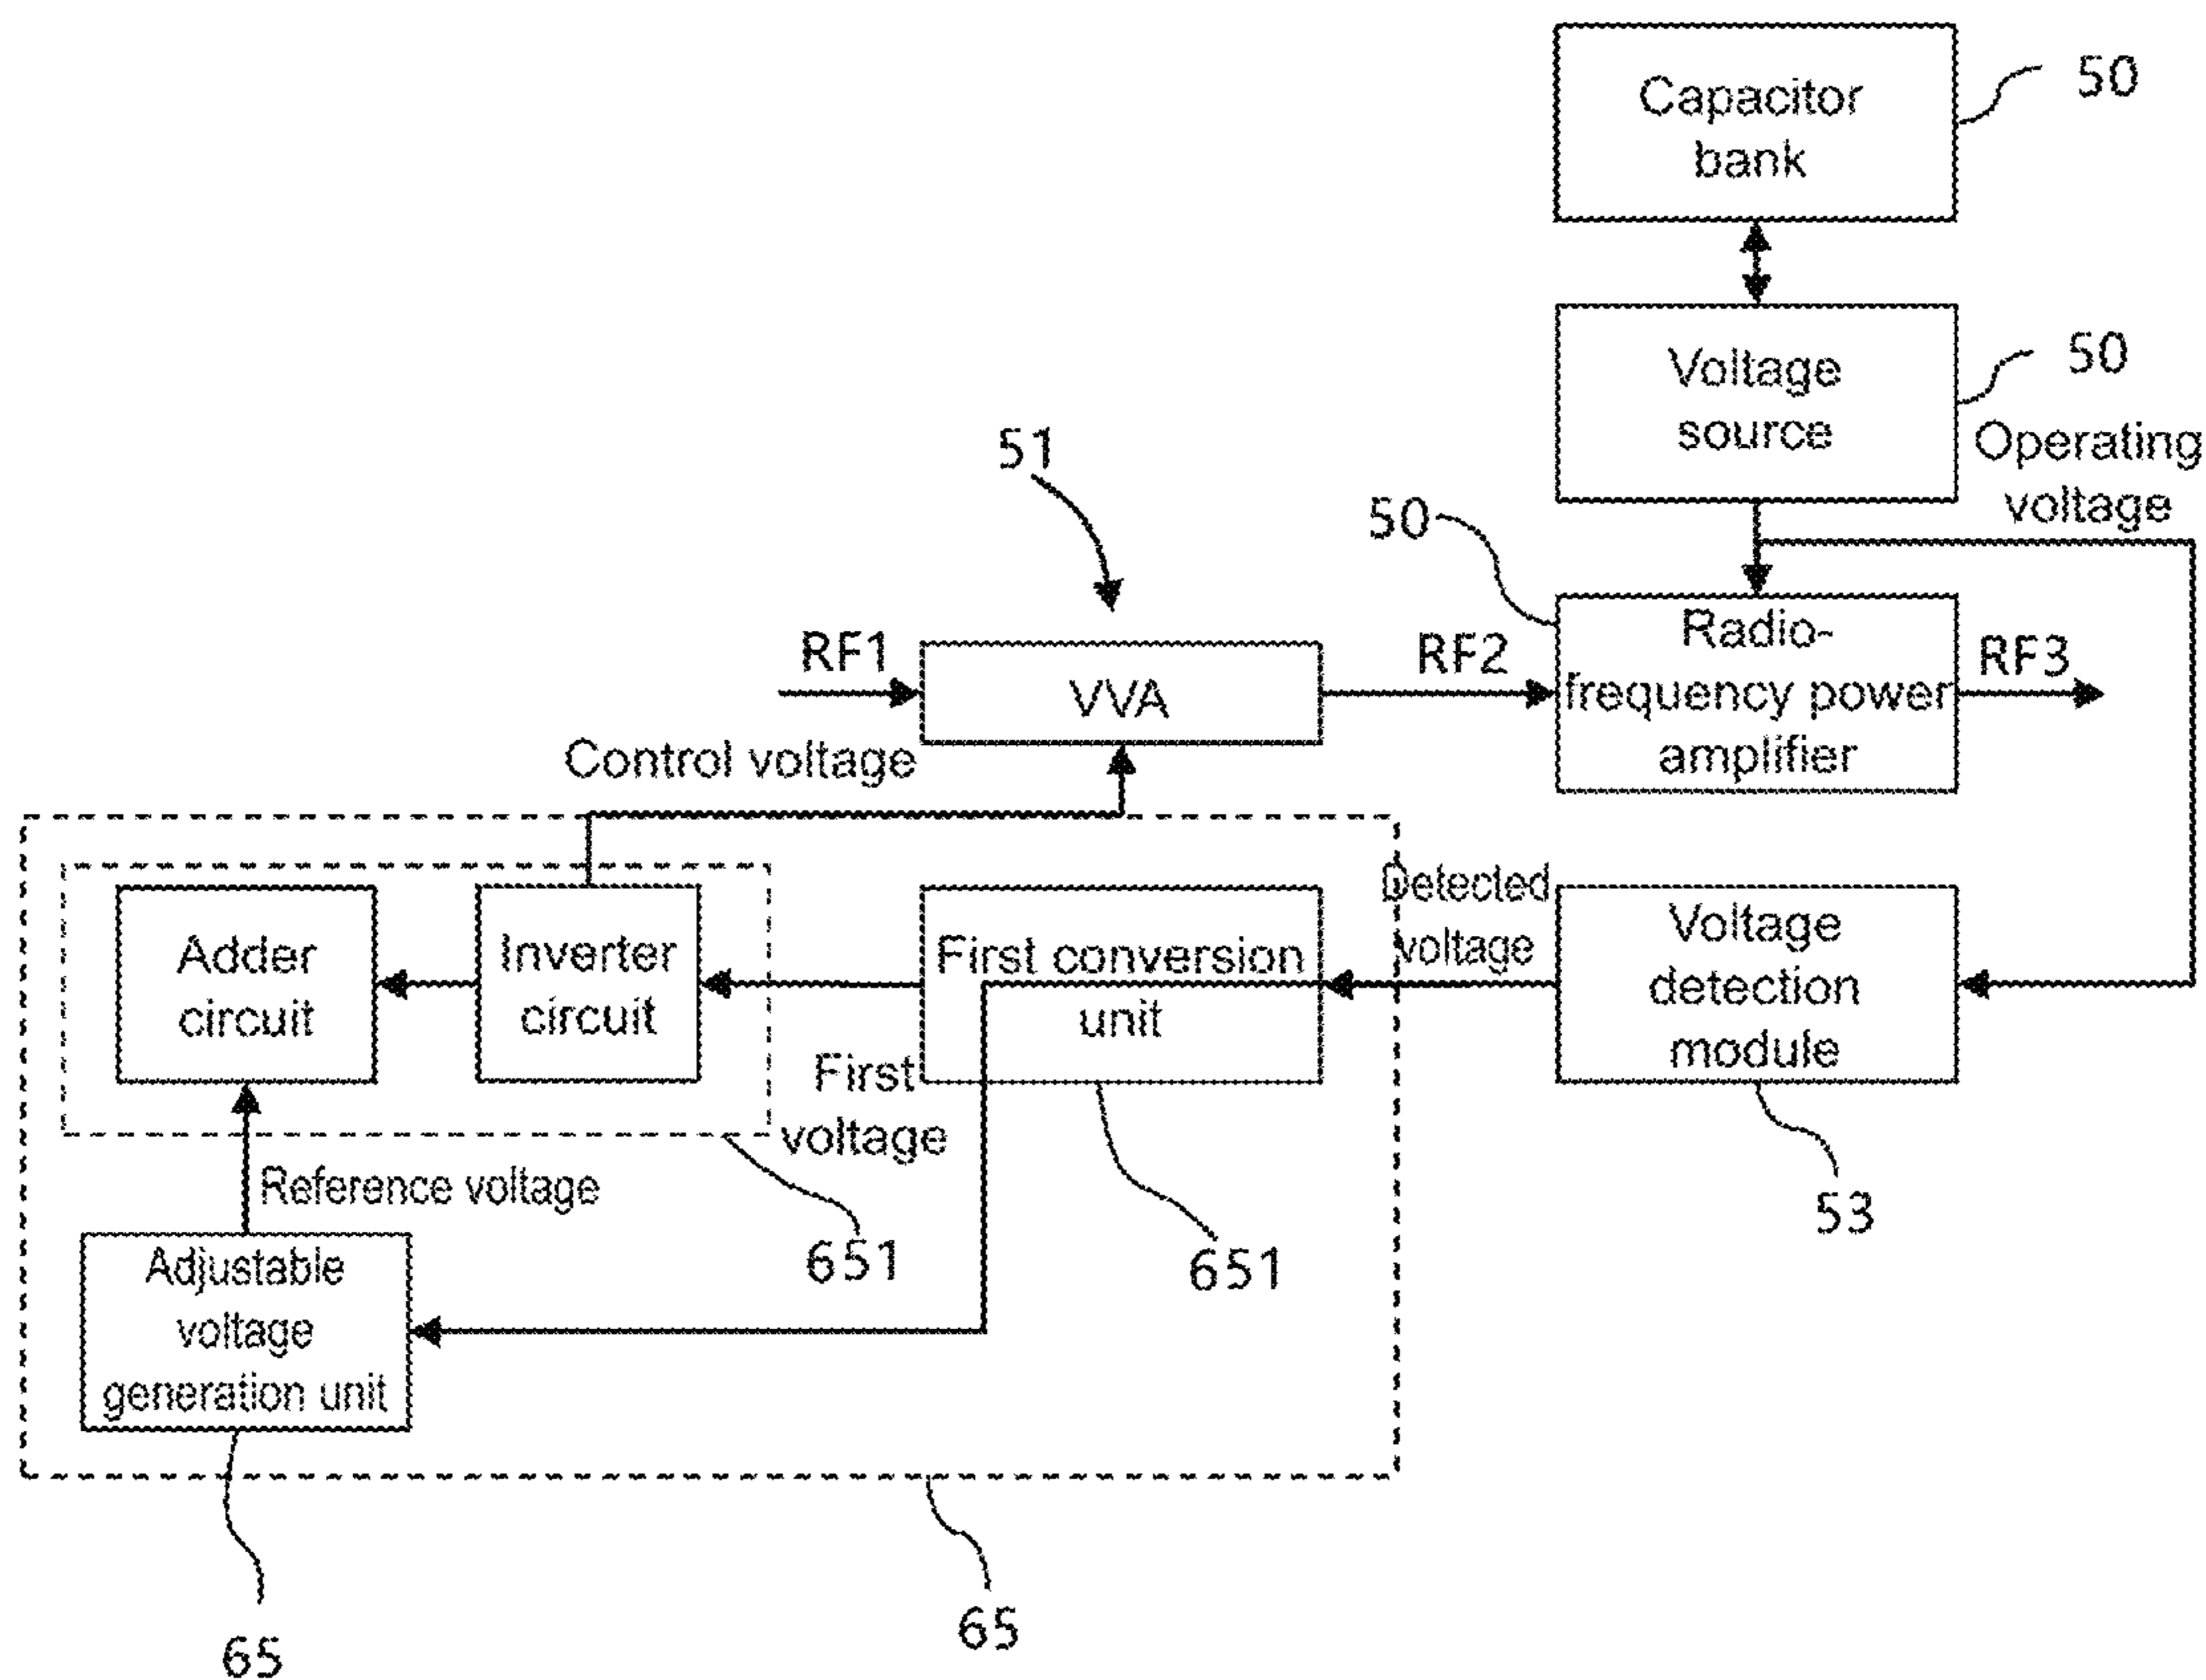 Capacitor
bank
50
Voltage
source
50
Operating
voltage
51
50
RF1
VVA
RF2
Radio-
frequency power
amplifier
RF3
Control voltage
Adder
circuit
Inverter
circuit
First conversion
unit
Detected
voltage
Voltage
detection
module
First
voltage
Reference voltage
651
651
53
Adjustable
voltage
generation unit
65
65